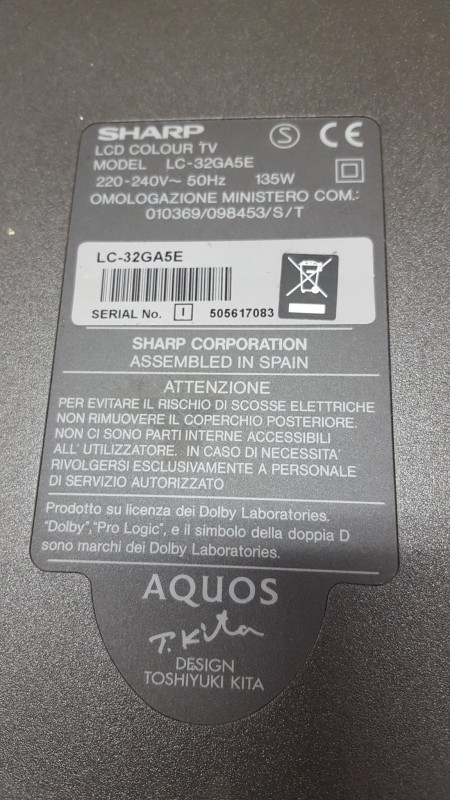 SHARP
LCD COLOUR TV
MODEL LC-32GA5E
220-240V~ 50Hz 135W
OMOLOGAZIONE MINISTERO COM.:
010369/098453/S/T
S
CE
LC-32GA5E
SERIAL No. I 505617083
SHARP CORPORATION
ASSEMBLED IN SPAIN
ATTENZIONE
PER EVITARE IL RISCHIO DI SCOSSE ELETTRICHE
NON RIMUOVERE IL COPERCHIO POSTERIORE.
NON CI SONO PARTI INTERNE ACCESSIBILI
ALL' UTILIZZATORE. IN CASO DI NECESSITA'
RIVOLGERSI ESCLUSIVAMENTE A PERSONALE
DI SERVIZIO AUTORIZZATO
Prodotto su licenza dei Dolby Laboratories.
"Dolby","Pro Logic", e il simbolo della doppia D
sono marchi dei Dolby Laboratories.
AQUOS
T. Kita
DESIGN
TOSHIYUKI KITA